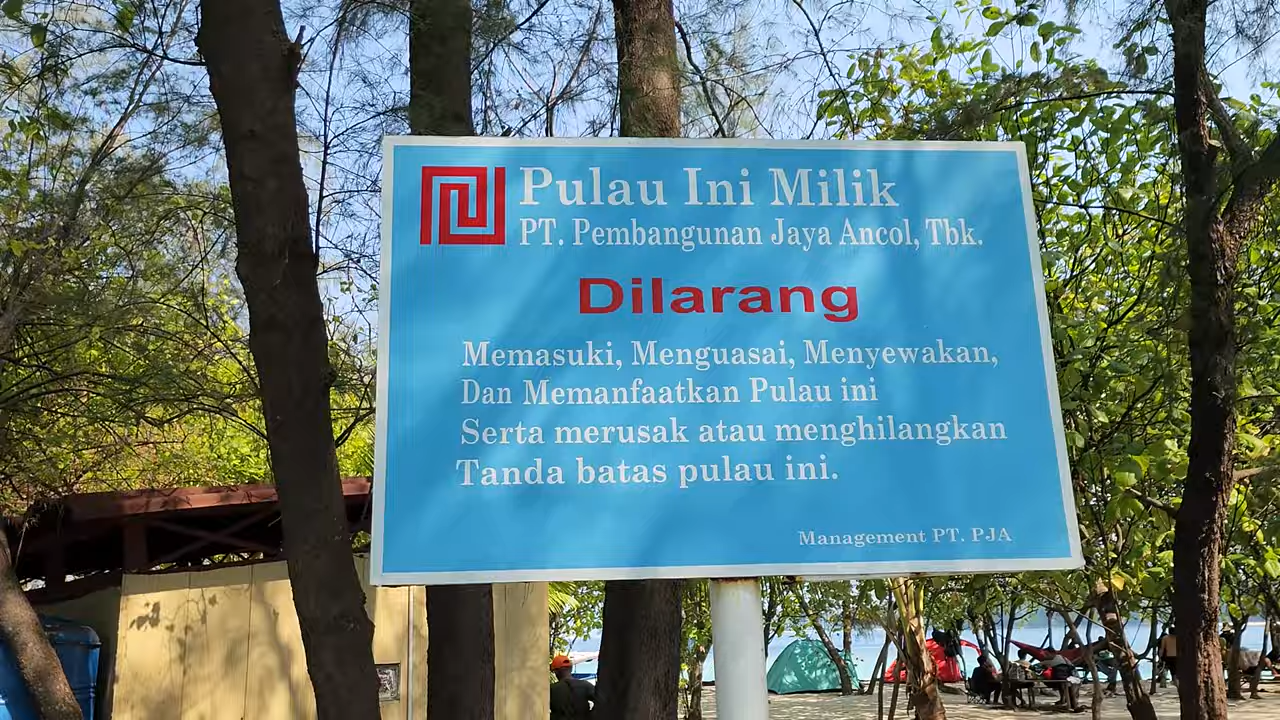 Pulau Ini Milik
PT. Pembangunan Jaya Ancol, Tbk.
Dilarang
Memasuki, Menguasai, Menyewakan,
Dan Memanfaatkan Pulau ini
Serta merusak atau menghilangkan
Tanda batas pulau ini.
Management PT. PJA